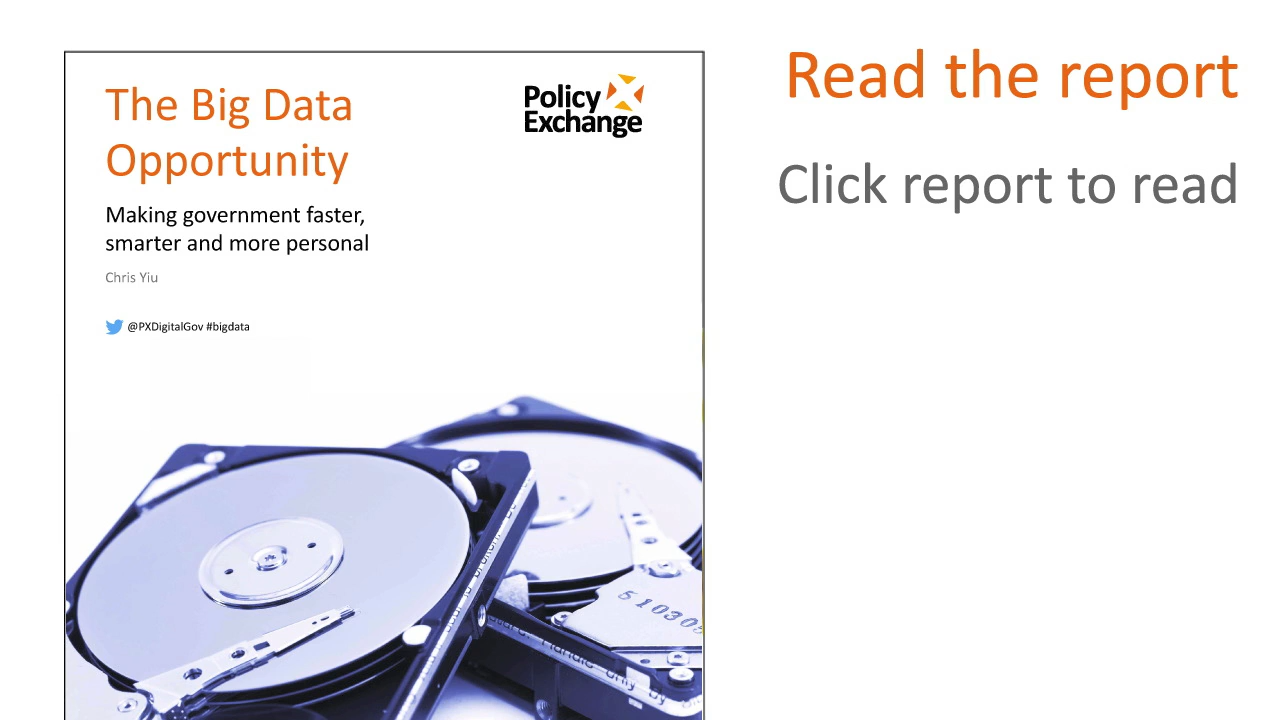 The Big Data
Opportunity
Policy
Exchange
Making government faster,
smarter and more personal
Chris Yiu
@PXDigitalGov #bigdata
Read the report
Click report to read
51030